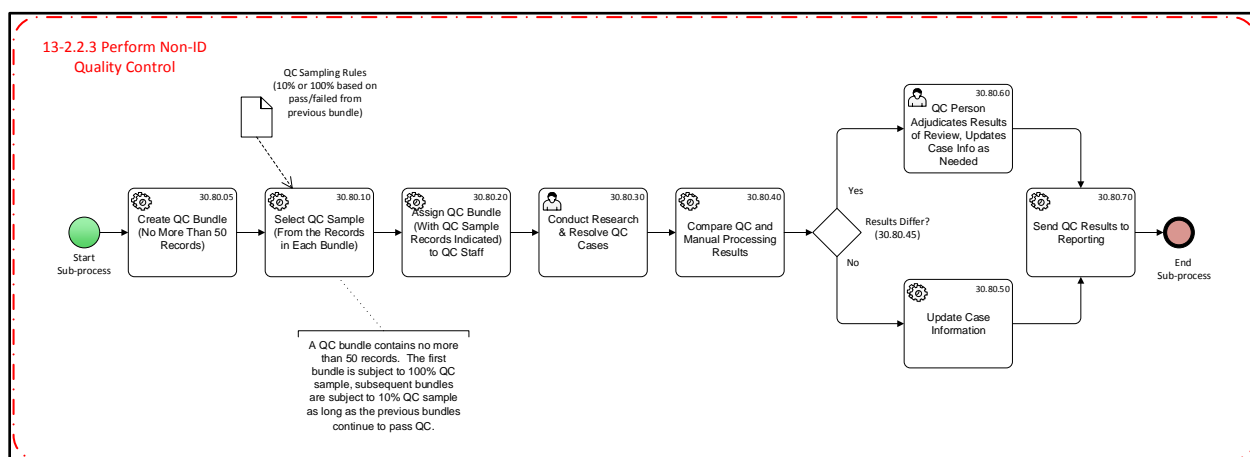 13-2.2.3 Perform Non-ID
Quality Control
QC Sampling Rules
(10% or 100% based on
pass/failed from
previous bundle)
Start
Sub-process
30.80.05
Create QC Bundle
(No More Than 50
Records)
30.80.10
Select QC Sample
(From the Records
in Each Bundle)
A QC bundle contains no more
than 50 records.  The first
bundle is subject to 100% QC
sample, subsequent bundles
are subject to 10% QC sample
as long as the previous bundles
continue to pass QC.
30.80.20
Assign QC Bundle
(With QC Sample
Records Indicated)
to QC Staff
30.80.30
Conduct Research
& Resolve QC
Cases
30.80.40
Compare QC and
Manual Processing
Results
Results Differ?
(30.80.45)
Yes
No
30.80.60
QC Person
Adjudicates Results
of Review, Updates
Case Info as
Needed
30.80.50
Update Case
Information
30.80.70
Send QC Results to
Reporting
End
Sub-process